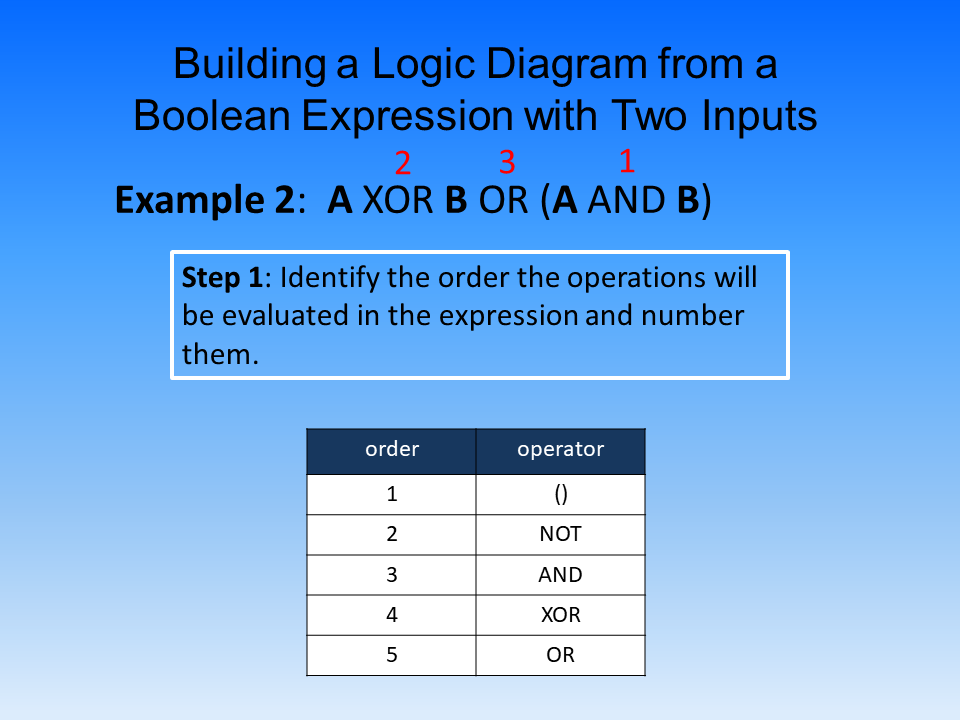 Building a Logic Diagram from a
Boolean Expression with Two Inputs
2 3 1
Example 2: A XOR B OR (A AND B)
Step 1: Identify the order the operations will
be evaluated in the expression and number
them.
order operator
1 ()
2 NOT
3 AND
4 XOR
5 OR